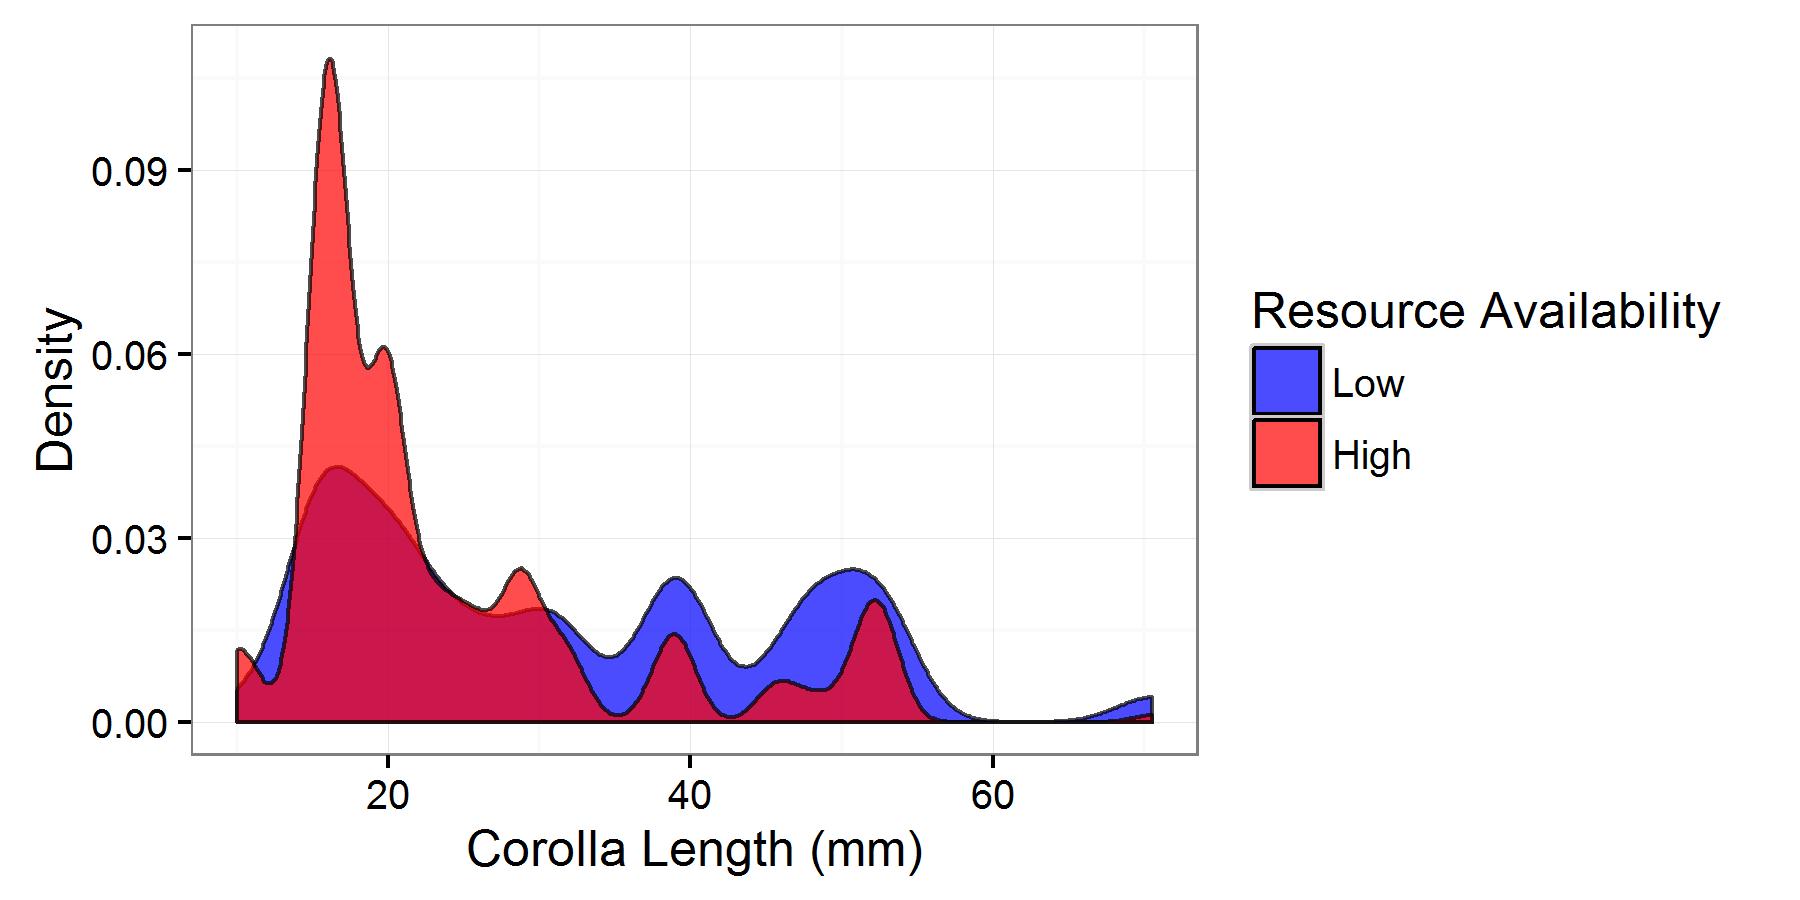 Density
0.09
0.06
0.03
0.00
20 40 60
Corolla Length (mm)
Resource Availability
Low
High